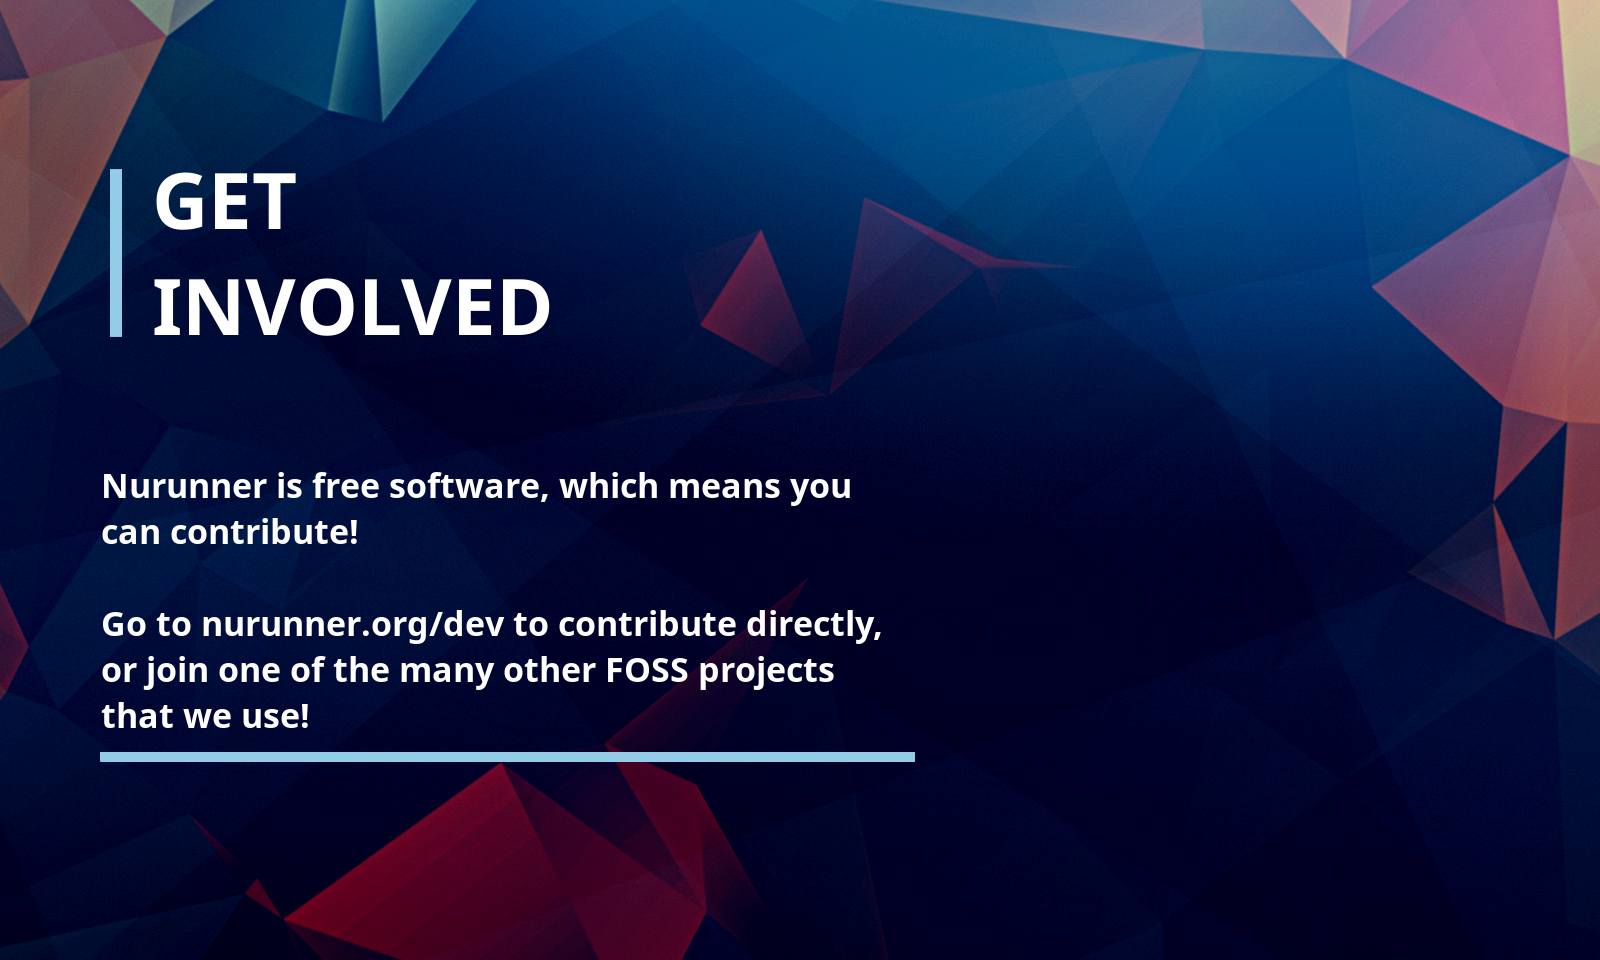 GET
INVOLVED
Nurunner is free software, which means you
can contribute!
Go to nurunner.org/dev to contribute directly,
or join one of the many other FOSS projects
that we use!